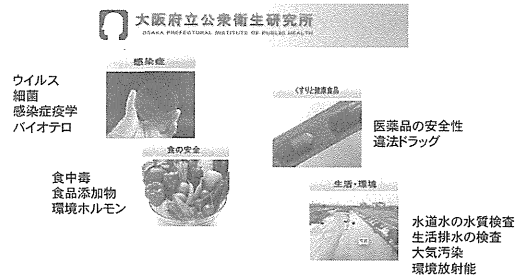 大阪府立公衆衛生研究所
OSAKA PREFECTURAL INSTITUTE OF PUBLIC HEALTH
感染症
ウイルス
細菌
感染症疫学
バイオテロ
くすりと健康食品
医薬品の安全性
違法ドラッグ
食の安全
食中毒
食品添加物
環境ホルモン
生活・環境
水道水の水質検査
生活排水の検査
大気汚染
環境放射能